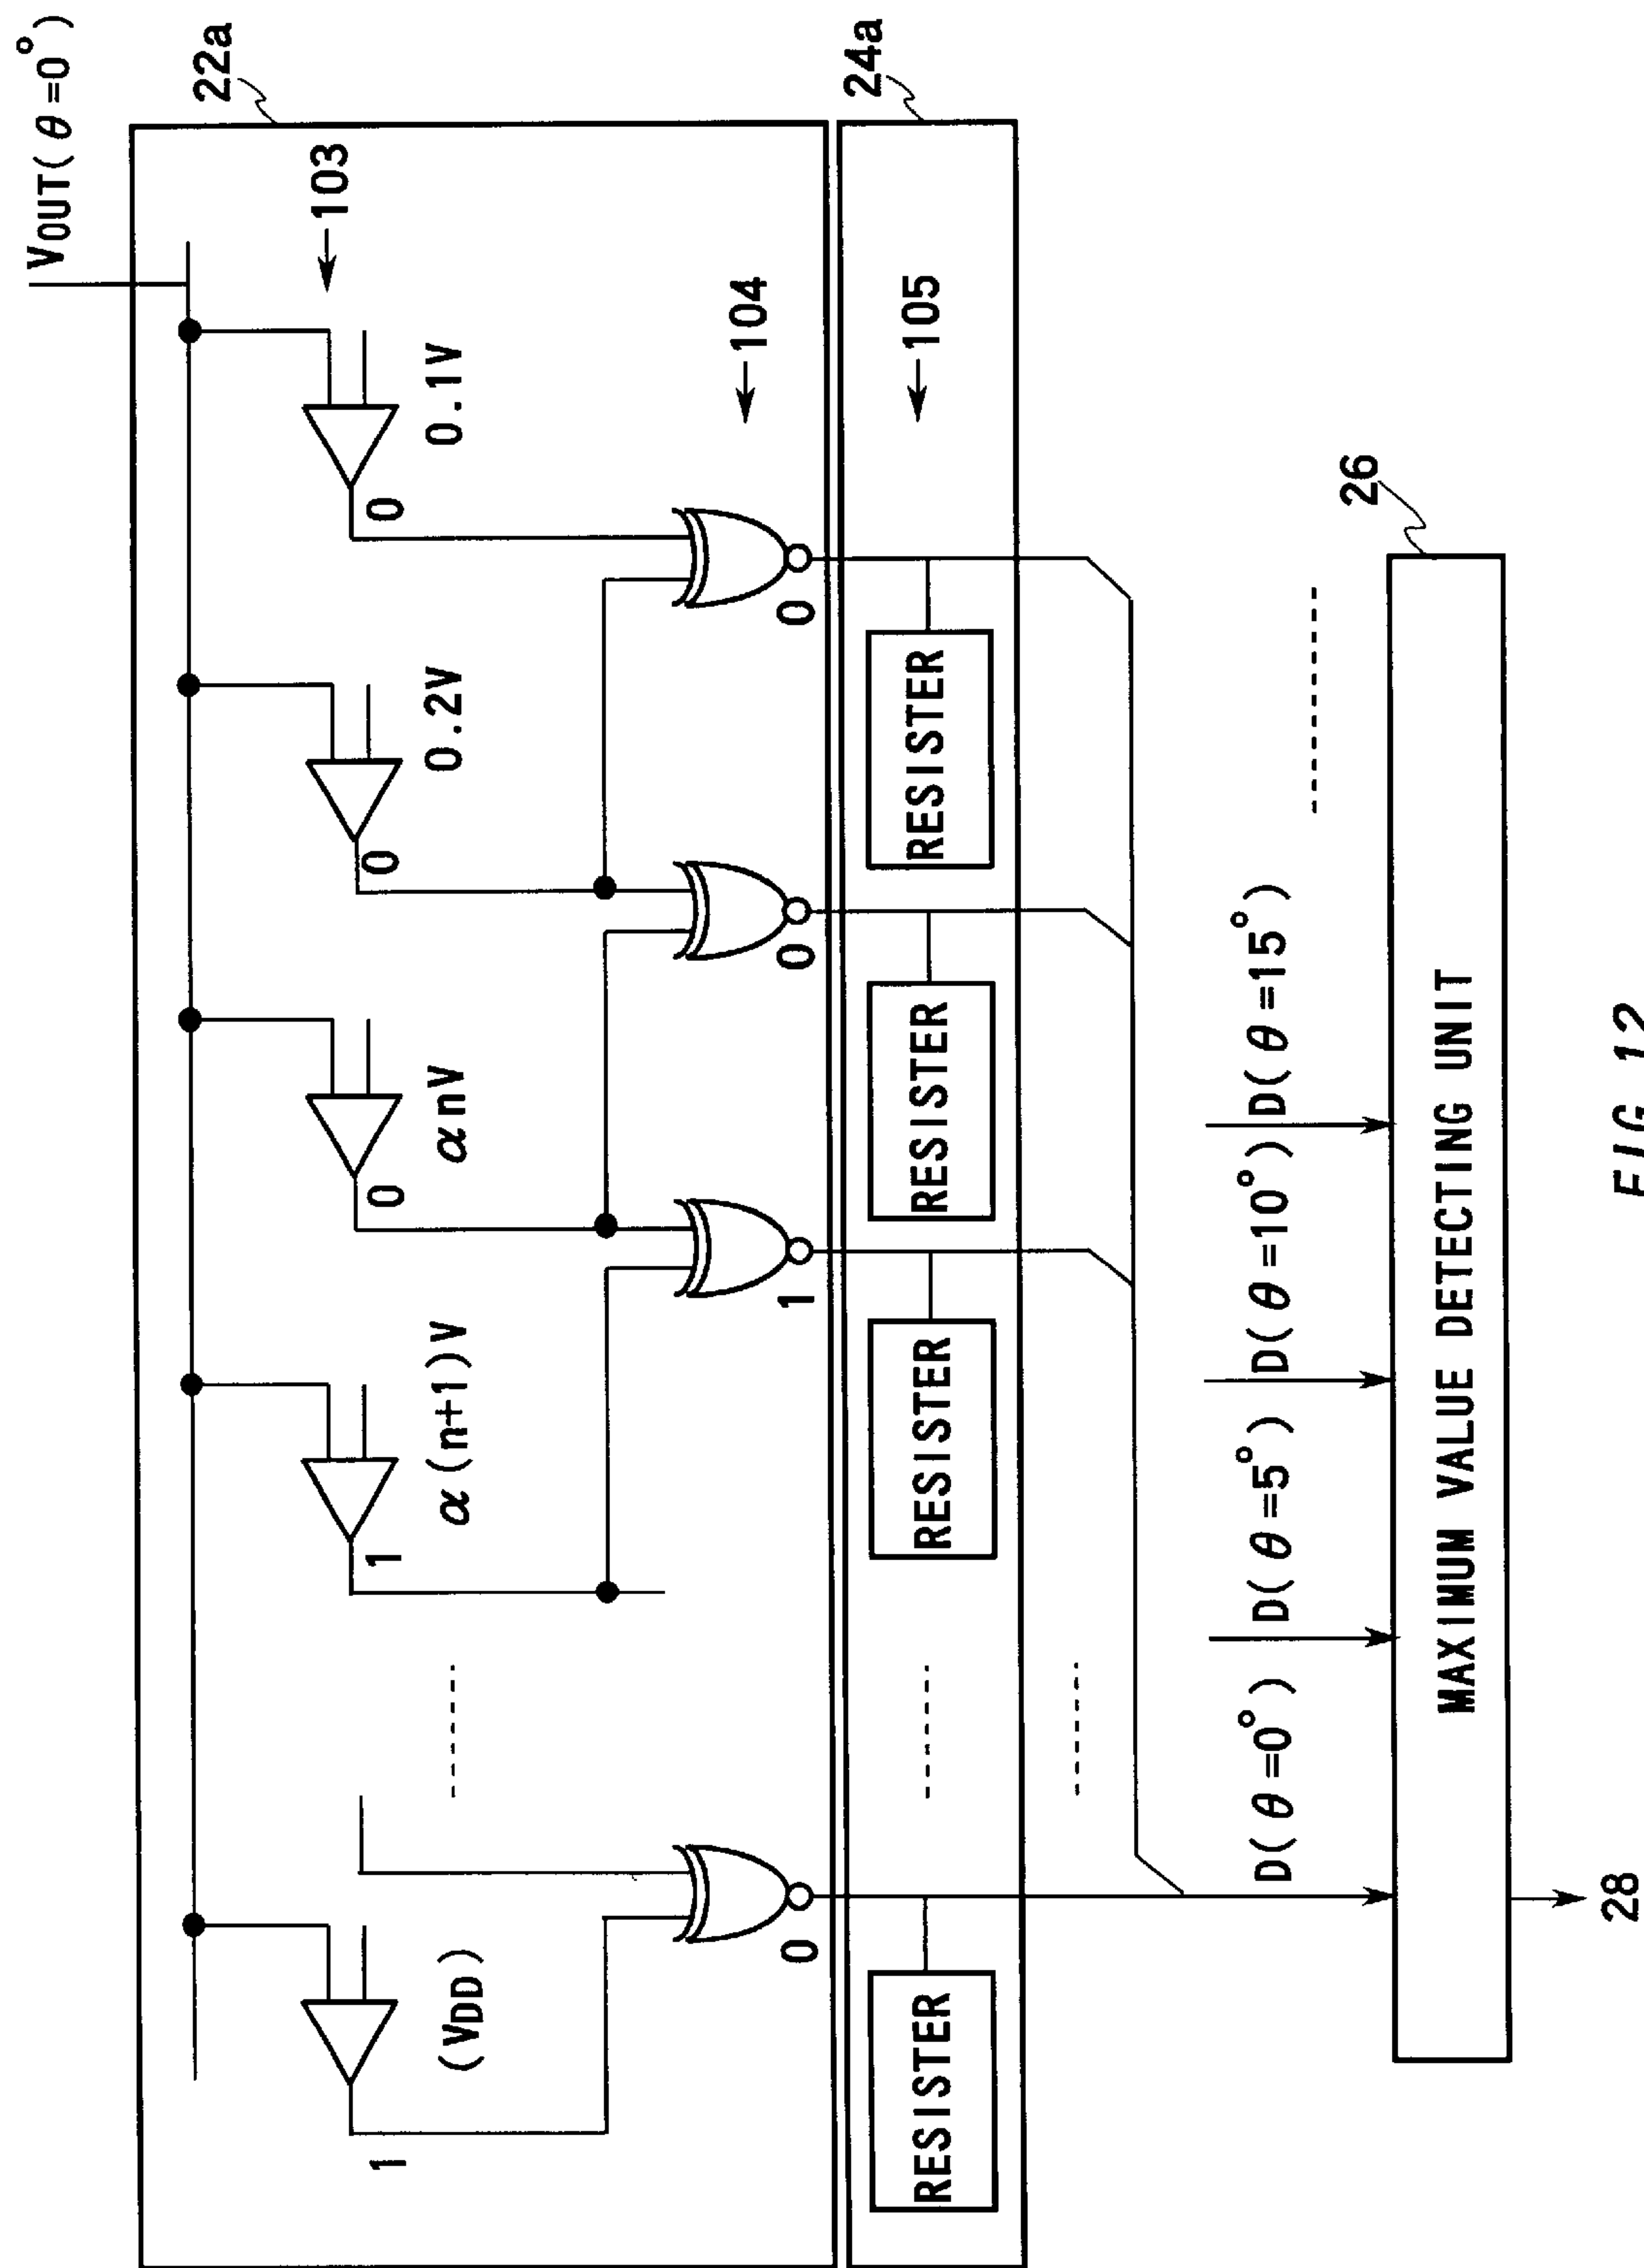 VOUT(θ=0°)
22a
103
1
1
0
0
0
(VDD)
α(n+1)V
αnV
0.2V
0.1V
104
0
1
0
0
24a
105
RESISTER
RESISTER
RESISTER
RESISTER
D(θ=0°)
D(θ=5°)
D(θ=10°)
D(θ=15°)
26
MAXIMUM VALUE DETECTING UNIT
28
FIG. 12